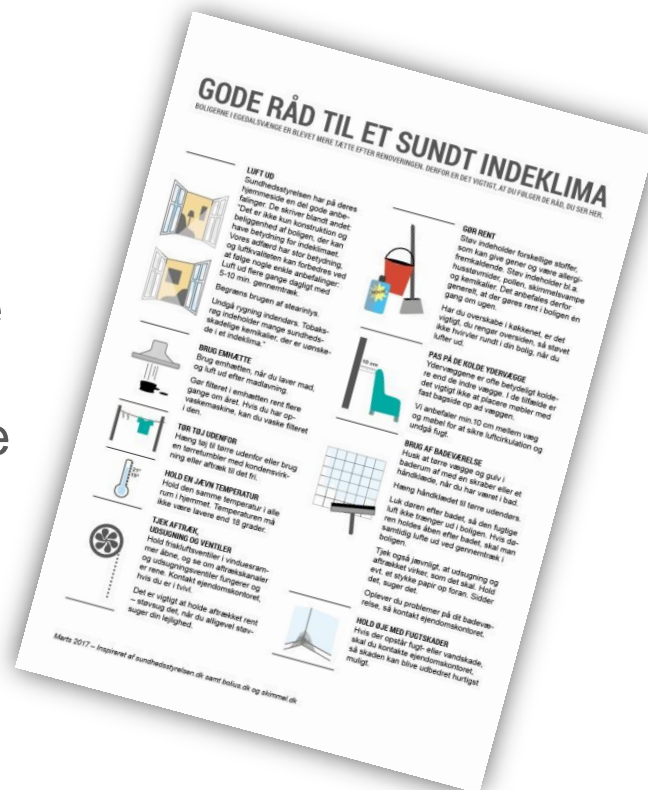 e
e
GODE RÅD TIL ET SUNDT INDEKLIMA
BOLIGERNE I EGEDALSVÆNGE ER BLEVET MERE TÆTTE EFTER RENOVERINGEN. DERFOR ER DET VIGTIGT, AT DU FØLGER DE RÅD, DU SER HER.
LUFT UD
Sundhedsstyrelsen har på deres
hjemmeside en del gode anbe-
falinger. De skriver blandt andet:
"Det er ikke kun konstruktion og
beliggenhed af boligen, der kan
have betydning for indeklimaet.
Vores adfærd har stor betydning,
og luftkvaliteten kan forbedres ved
at følge nogle enkle anbefalinger:
Luft ud flere gange dagligt med
5-10 min. gennemtræk.
Begræns brugen af stearinlys.
Undgå rygning indendørs. Tobaks-
røg indeholder mange sundheds-
skadelige kemikalier, der er uønske-
de i et indeklima."
BRUG EMHÆTTE
Brug emhætten, når du laver mad,
og luft ud efter madlavning.
Gør filteret i emhætten rent flere
gange om året. Hvis du har op-
vaskemaskine, kan du vaske filteret
i den.
TØR TØJ UDENFOR
Hæng tøj til tørre udenfor eller brug
en tørretumbler med kondensvirk-
ning eller aftræk til det fri.
21°
18°
HOLD EN JÆVN TEMPERATUR
Hold den samme temperatur i alle
rum i hjemmet. Temperaturen må
ikke være lavere end 18 grader.
TJEK AFTRÆK,
UDSUGNING OG VENTILER
Hold friskluftsventiler i vinduesram-
mer åbne, og se om aftrækskanaler
og udsugningsventiler fungerer og
er rene. Kontakt ejendomskontoret,
hvis du er i tvivl.
Det er vigtigt at holde aftrækket rent
– støvsug det, når du alligevel støv-
suger din lejlighed.
GØR RENT
Støv indeholder forskellige stoffer,
som kan give gener og være allergi-
fremkaldende. Støv indeholder bl.a.
husstøvmider, pollen, skimmelsvampe
og kemikalier. Det anbefales derfor
generelt, at der gøres rent i boligen én
gang om ugen.
Har du overskabe i køkkenet, er det
vigtigt, du rengør oversiden, så støvet
ikke hvirvler rundt i din bolig, når du
lufter ud.
10 cm
PAS PÅ DE KOLDE YDERVÆGGE
Ydervæggene er ofte betydeligt kolde-
re end de indre vægge. I de tilfælde er
det vigtigt ikke at placere møbler med
fast bagside op ad væggen.
Vi anbefaler min.10 cm mellem væg
og møbel for at sikre luftcirkulation og
undgå fugt.
BRUG AF BADEVÆRELSE
Husk at tørre vægge og gulv i
baderum af med en skraber eller et
håndklæde, når du har været i bad.
Hæng håndklædet til tørre udendørs.
Luk døren efter badet, så den fugtige
luft ikke trænger ud i boligen. Hvis dø-
ren holdes åben efter badet, skal man
samtidig lufte ud ved gennemtræk i
boligen.
Tjek også jævnligt, at udsugning og
aftrækket virker, som det skal. Hold
evt. et stykke papir op foran. Sidder
det, suger det.
Oplever du problemer på dit badevæ-
relse, så kontakt ejendomskontoret.
HOLD ØJE MED FUGTSKADER
Hvis der opstår fugt- eller vandskade,
skal du kontakte ejendomskontoret,
så skaden kan blive udbedret hurtigst
muligt.
Marts 2017 – Inspireret af sundhedsstyrelsen.dk samt bolius.dk og skimmel.dk